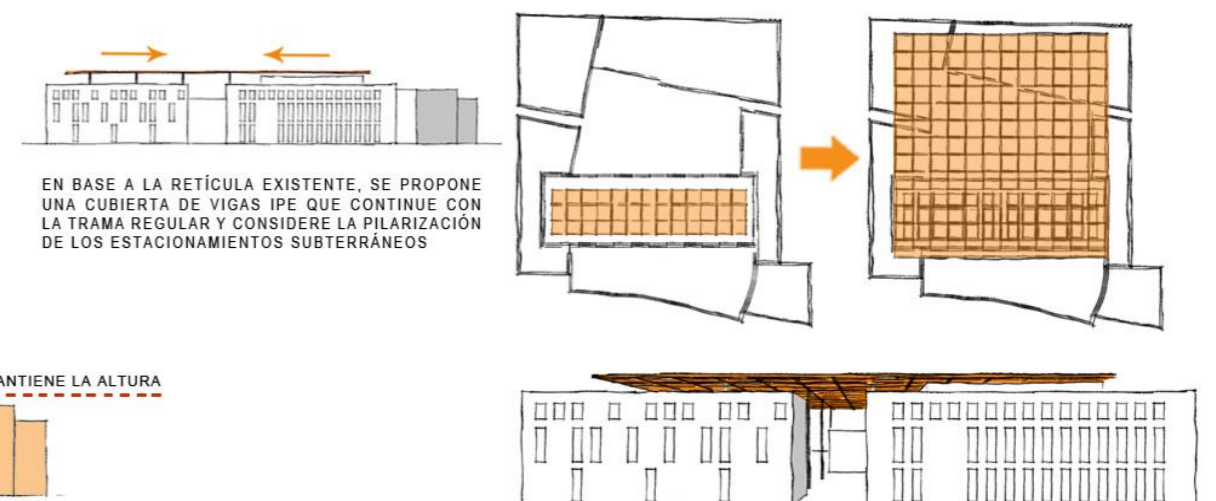 EN BASE A LA RETÍCULA EXISTENTE, SE PROPONE
UNA CUBIERTA DE VIGAS IPE QUE CONTINUE CON
LA TRAMA REGULAR Y CONSIDERE LA PILARIZACIÓN
DE LOS ESTACIONAMIENTOS SUBTERRÁNEOS
ANTIENE LA ALTURA